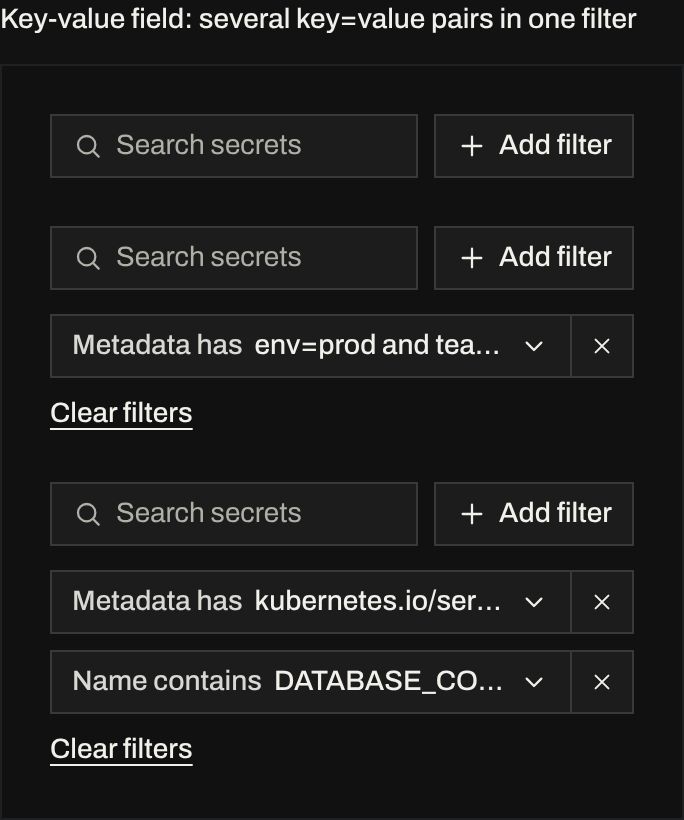 Key-value field: several key=value pairs in one filter
Search secrets
Add filter
Search secrets
Add filter
Metadata has env=prod and tea...
Clear filters
Search secrets
Add filter
Metadata has kubernetes.io/ser...
Name contains DATABASE_CO...
Clear filters